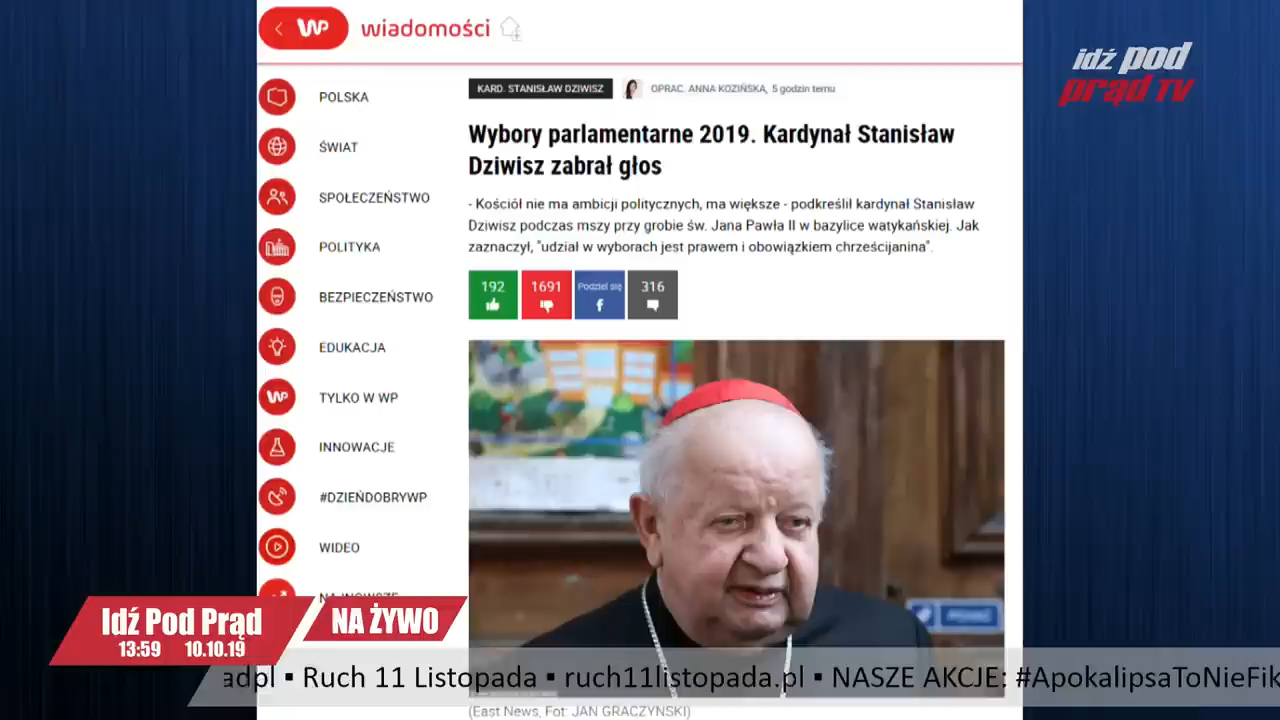 WP wiadomości
idź pod
prąd TV
POLSKA
ŚWIAT
SPOŁECZEŃSTWO
POLITYKA
BEZPIECZEŃSTWO
EDUKACJA
TYLKO W WP
INNOWACJE
#DZIEŃDOBRYWP
WIDEO
NAJNOWSZE
KARD. STANISŁAW DZIWISZ
OPRAC. ANNA KOZIŃSKA, 5 godzin temu
Wybory parlamentarne 2019. Kardynał Stanisław
Dziwisz zabrał głos
- Kościół nie ma ambicji politycznych, ma większe - podkreślił kardynał Stanisław
Dziwisz podczas mszy przy grobie św. Jana Pawła II w bazylice watykańskiej. Jak
zaznaczył, "udział w wyborach jest prawem i obowiązkiem chrześcijanina".
192 1691 Podziel się 316
Idź Pod Prąd NA ŻYWO
13:59 10.10.19
adpl ▪ Ruch 11 Listopada ▪ ruch11listopada.pl ▪ NASZE AKCJE: #ApokalipsaToNieFik
(East News, Fot: JAN GRACZYNSKI)